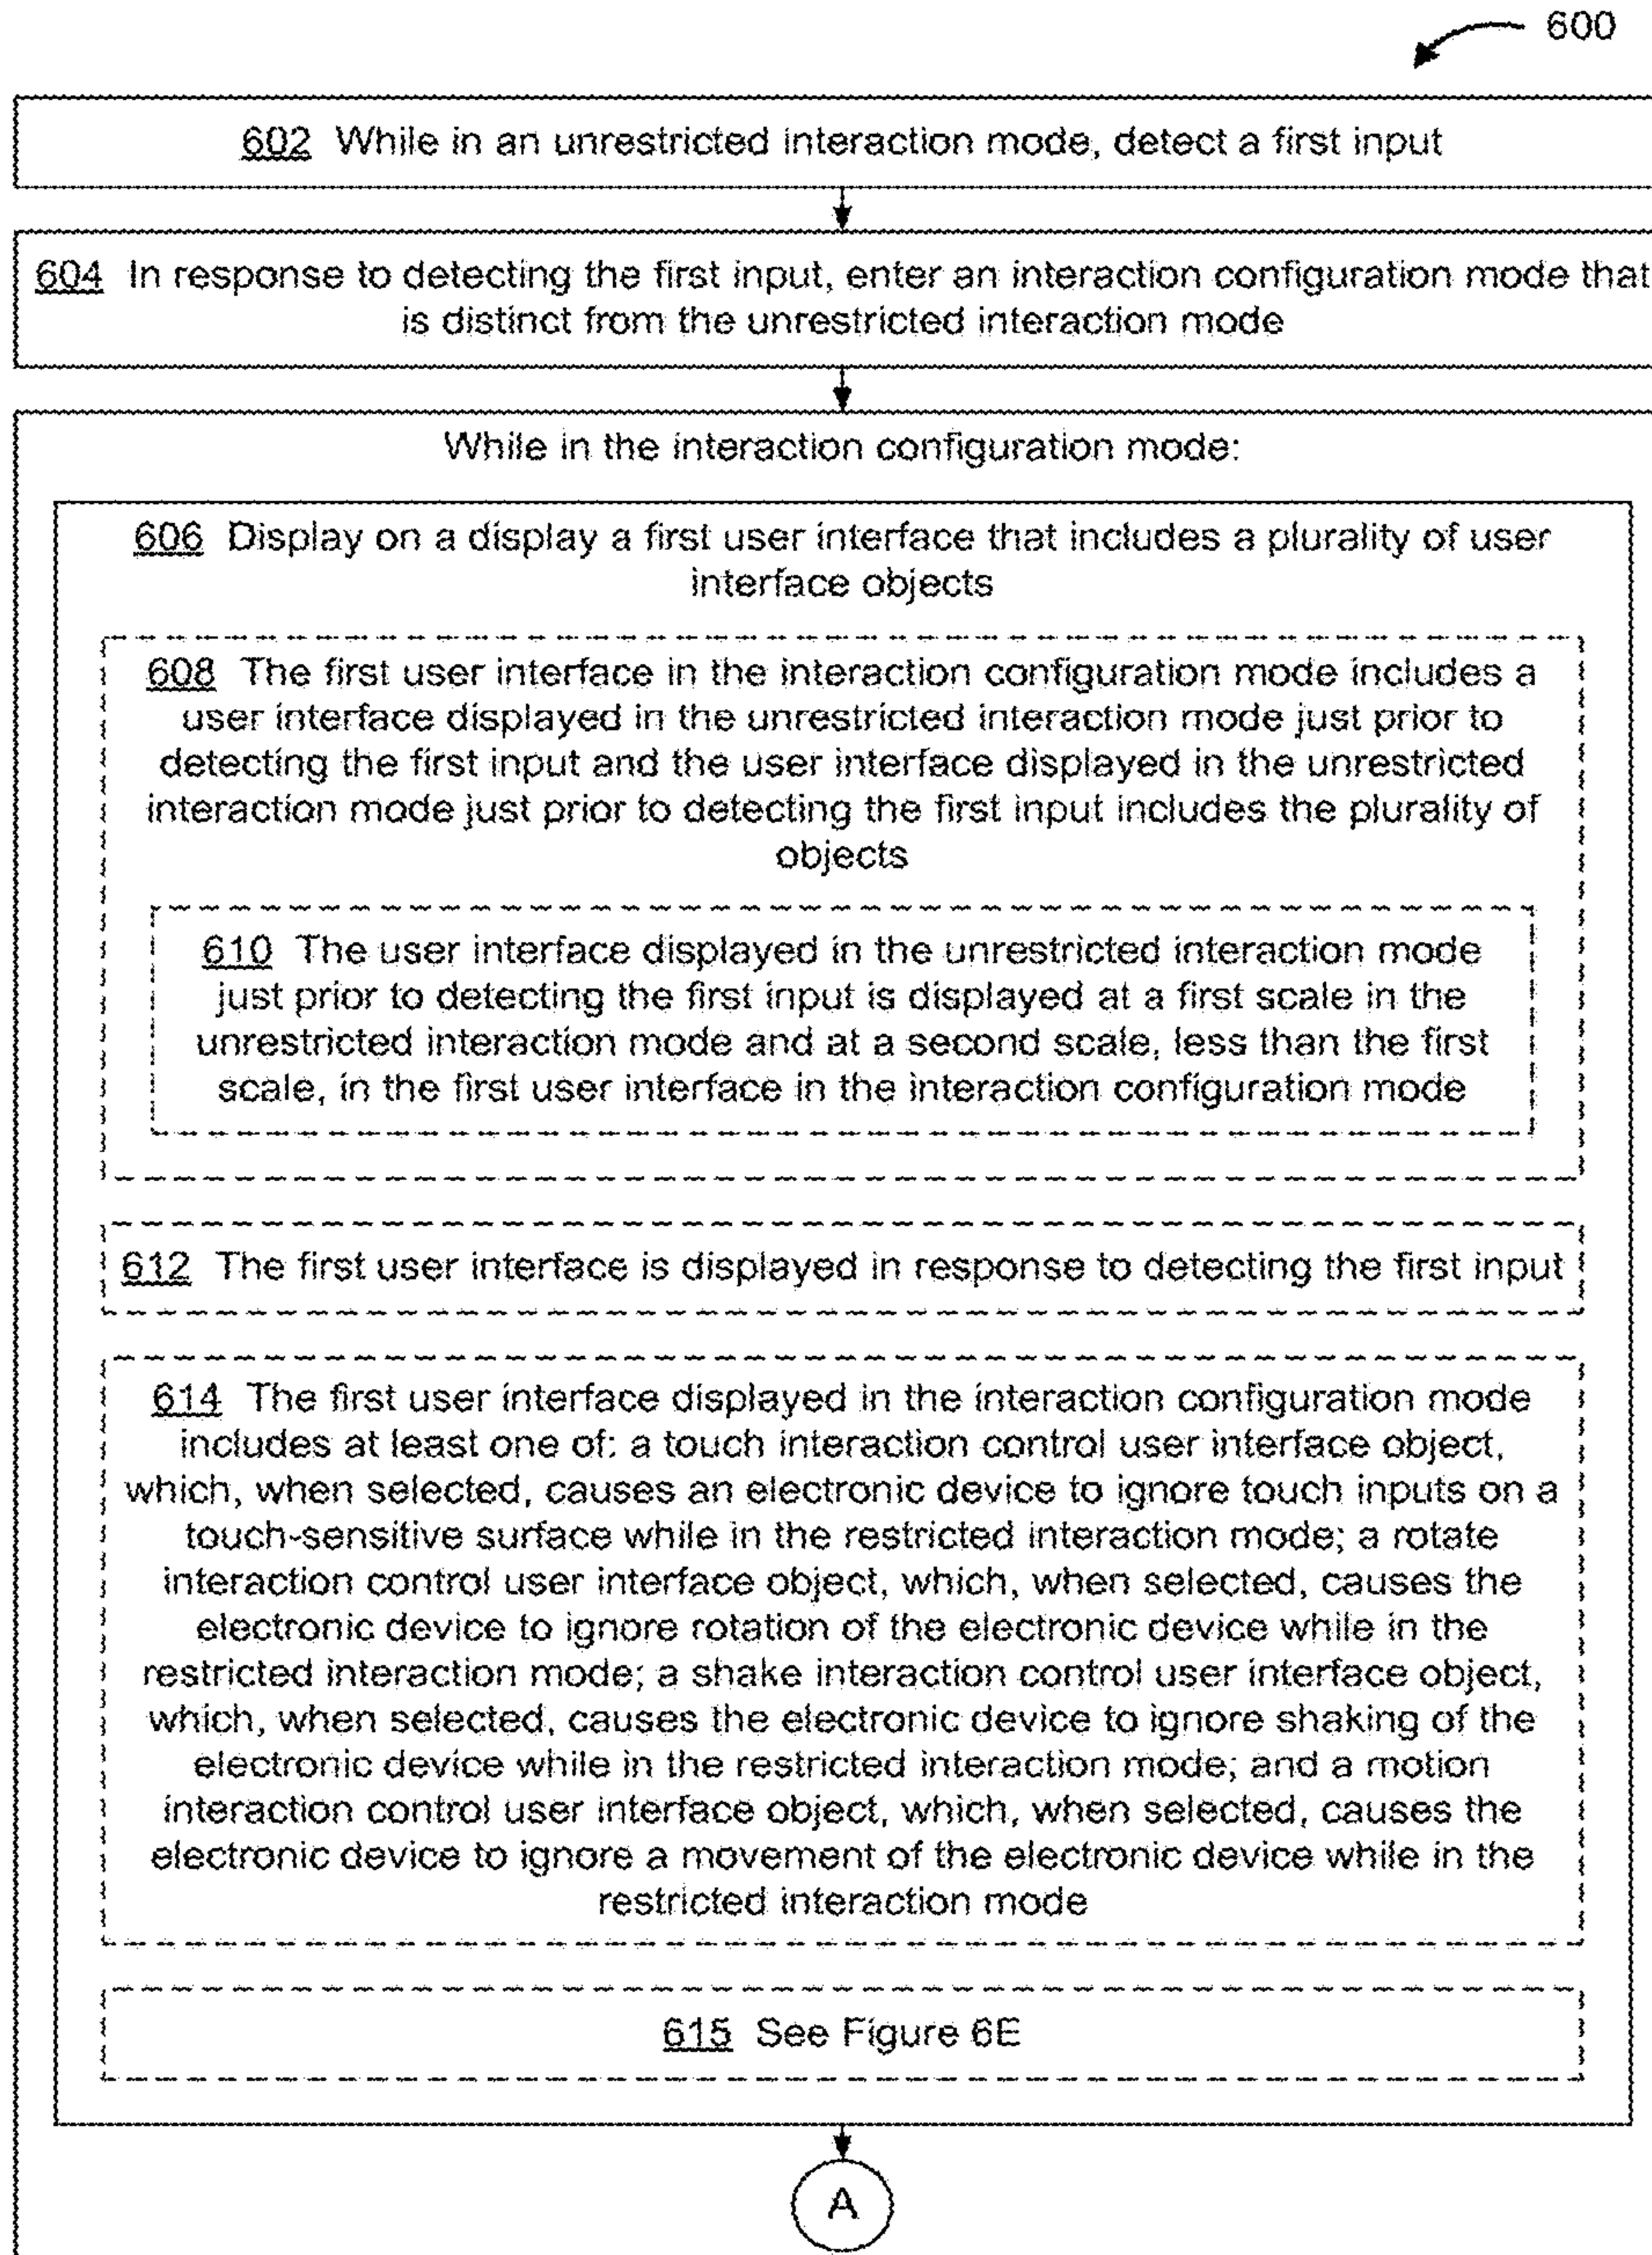 600
602 While in an unrestricted interaction mode, detect a first input
604 In response to detecting the first input, enter an interaction configuration mode that
is distinct from the unrestricted interaction mode
While in the interaction configuration mode:
606 Display on a display a first user interface that includes a plurality of user
interface objects
608 The first user interface in the interaction configuration mode includes a
user interface displayed in the unrestricted interaction mode just prior to
detecting the first input and the user interface displayed in the unrestricted
interaction mode just prior to detecting the first input includes the plurality of
objects
610 The user interface displayed in the unrestricted interaction mode
just prior to detecting the first input is displayed at a first scale in the
unrestricted interaction mode and at a second scale, less than the first
scale, in the first user interface in the interaction configuration mode
612 The first user interface is displayed in response to detecting the first input
614 The first user interface displayed in the interaction configuration mode
includes at least one of: a touch interaction control user interface object,
which, when selected, causes an electronic device to ignore touch inputs on a
touch-sensitive surface while in the restricted interaction mode; a rotate
interaction control user interface object, which, when selected, causes the
electronic device to ignore rotation of the electronic device while in the
restricted interaction mode; a shake interaction control user interface object,
which, when selected, causes the electronic device to ignore shaking of the
electronic device while in the restricted interaction mode; and a motion
interaction control user interface object, which, when selected, causes the
electronic device to ignore a movement of the electronic device while in the
restricted interaction mode
615 See Figure 6E
A